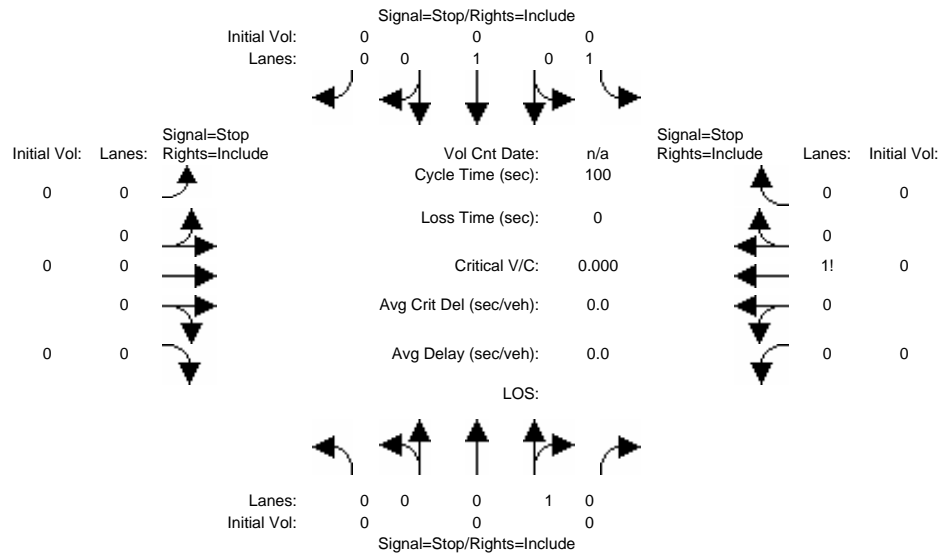 Signal=Stop/Rights=Include
Initial Vol: 0 0 0
Lanes: 0 0 1 0 1
Signal=Stop
Initial Vol: Lanes: Rights=Include
Vol Cnt Date: n/a
Signal=Stop
Rights=Include Lanes: Initial Vol:
Cycle Time (sec): 100
0 0
0 0
Loss Time (sec): 0
0
0
0 0
Critical V/C: 0.000
1! 0
0
Avg Crit Del (sec/veh): 0.0
0
0 0
Avg Delay (sec/veh): 0.0
0 0
LOS:
Lanes: 0 0 0 1 0
Initial Vol: 0 0 0
Signal=Stop/Rights=Include